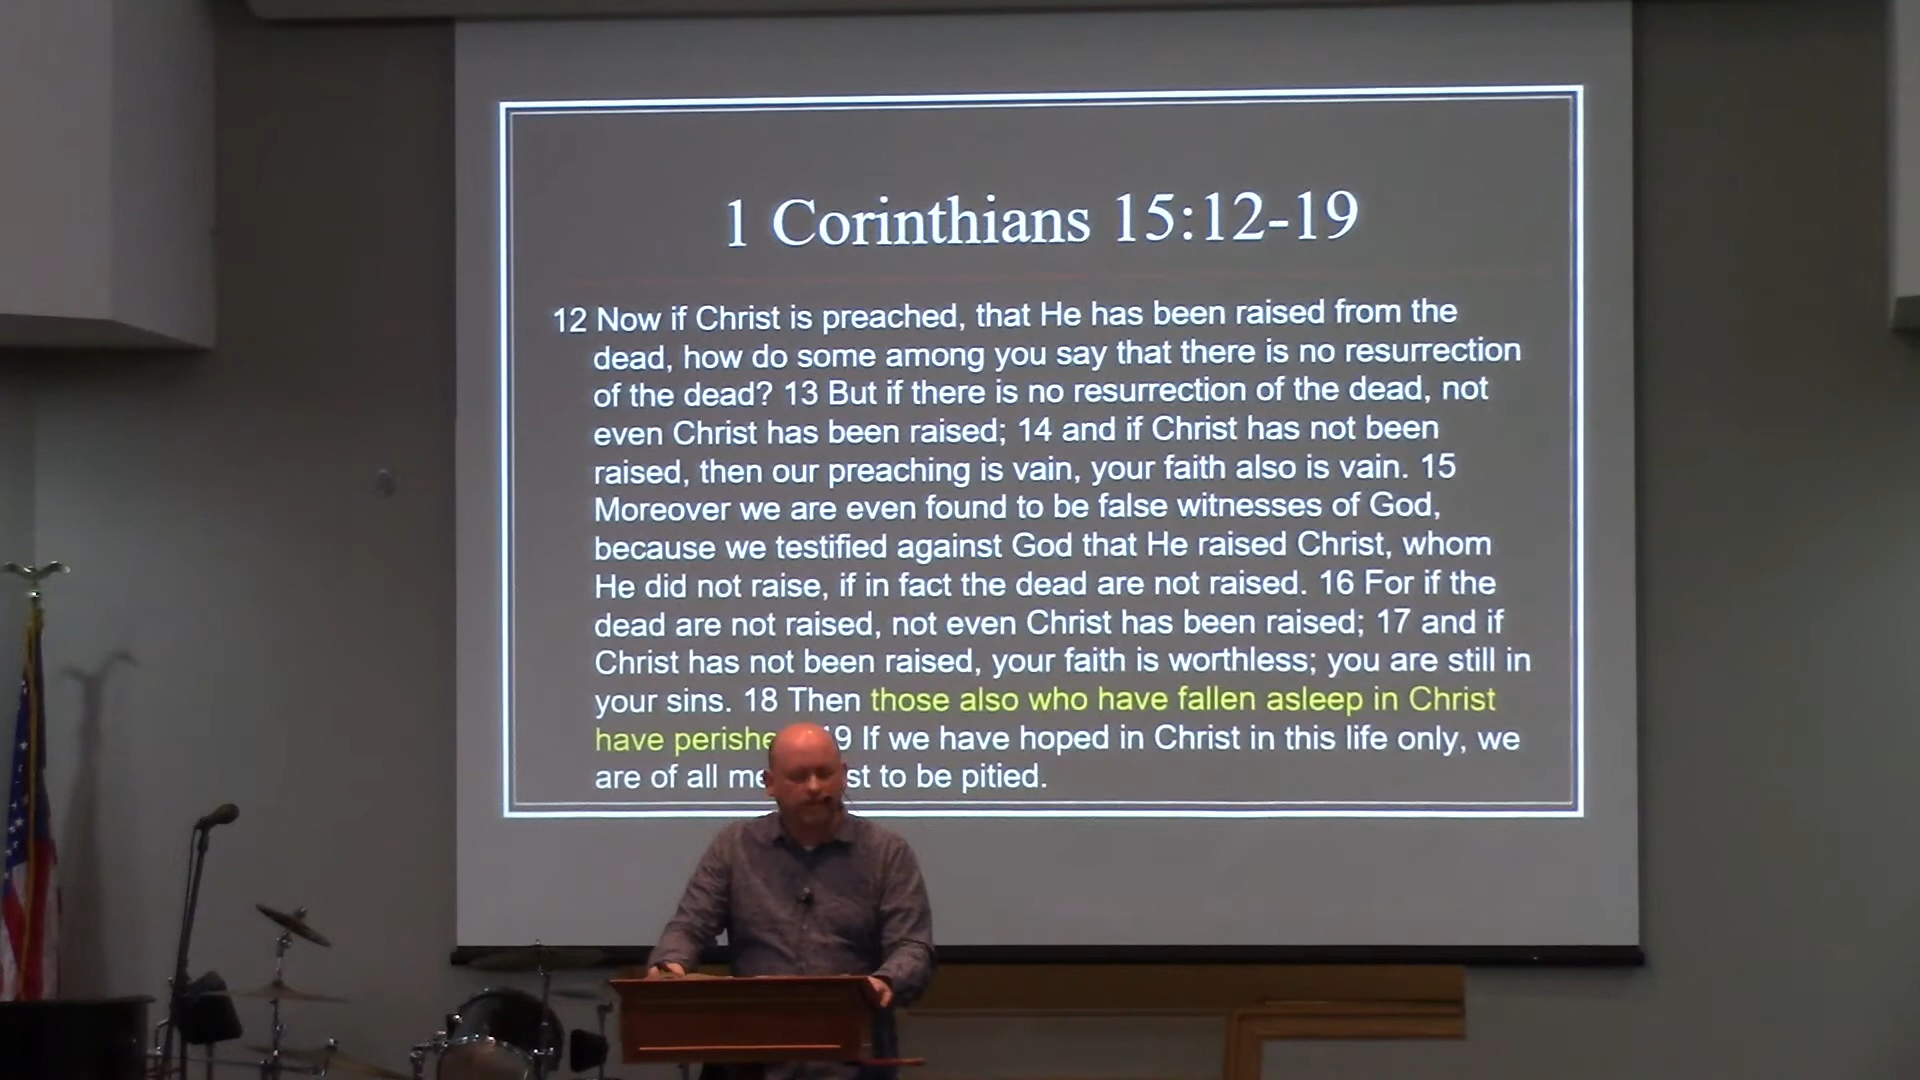 1 Corinthians 15:12-19
12 Now if Christ is preached, that He has been raised from the
dead, how do some among you say that there is no resurrection
of the dead? 13 But if there is no resurrection of the dead, not
even Christ has been raised; 14 and if Christ has not been
raised, then our preaching is vain, your faith also is vain. 15
Moreover we are even found to be false witnesses of God,
because we testified against God that He raised Christ, whom
He did not raise, if in fact the dead are not raised. 16 For if the
dead are not raised, not even Christ has been raised; 17 and if
Christ has not been raised, your faith is worthless; you are still in
your sins. 18 Then those also who have fallen asleep in Christ
have If we have hoped in Christ in this life only, we
are of all to be pitied.